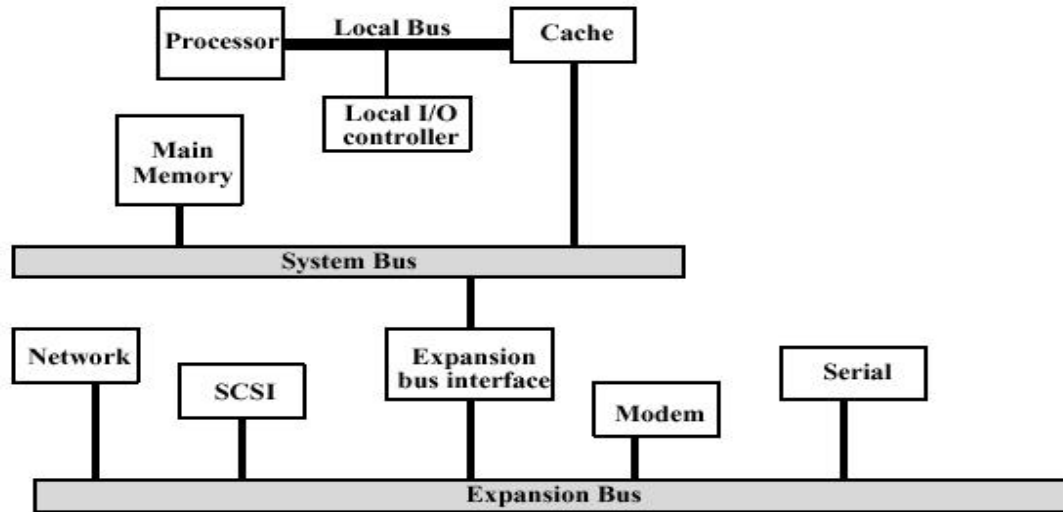 Processor
Local Bus
Cache
Local I/O
controller
Main
Memory
System Bus
Network
SCSI
Expansion
bus interface
Modem
Serial
Expansion Bus